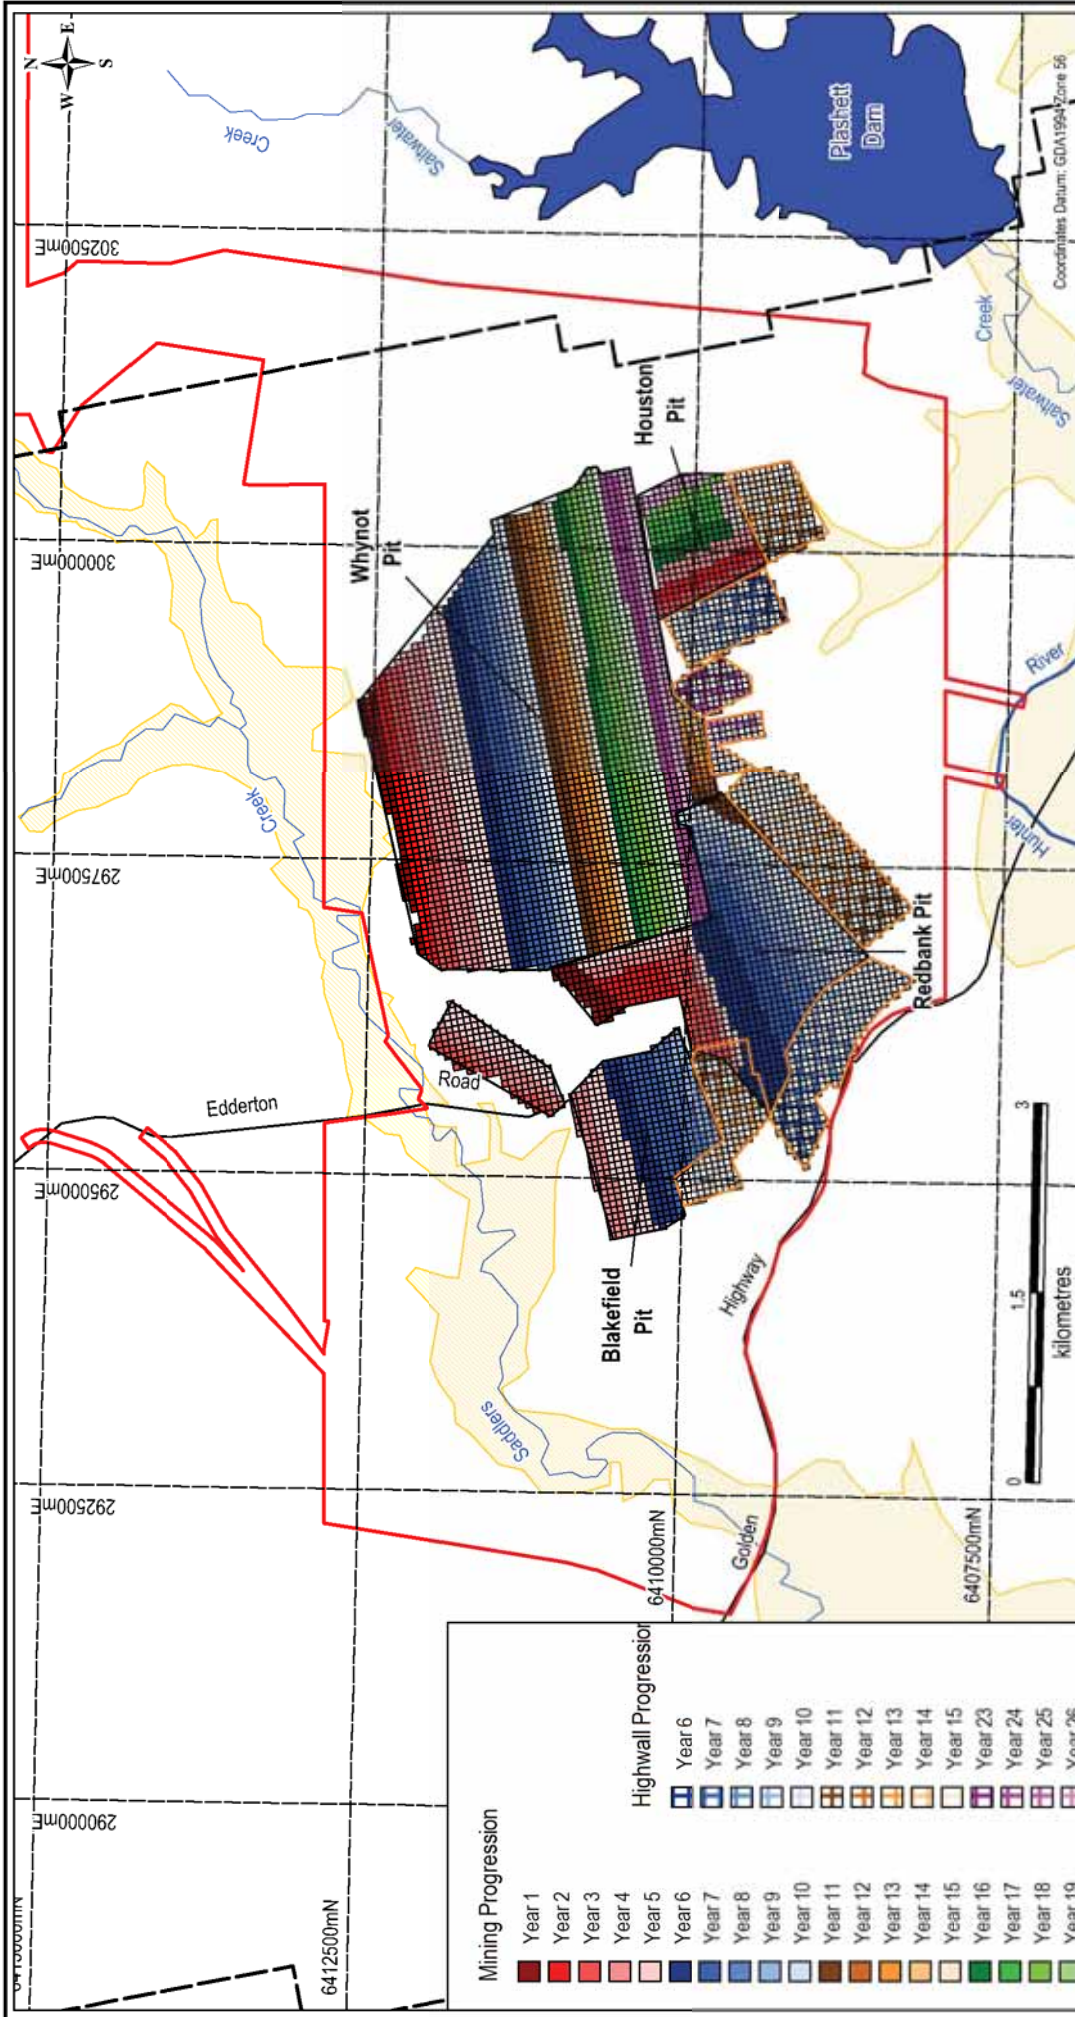 N
E
S
W
Creek
Saltwater
Plashett
Dam
Coordinates Datum: GDA1994 Zone 56
302500mE
300000mE
297500mE
295000mE
292500mE
290000mE
6412500mN
6410000mN
6407500mN
Whynot
Pit
Houston
Pit
Redbank Pit
Blakefield
Pit
Creek
Saddlers
Edderton
Road
Golden
Highway
Hunter
River
Saltwater
Creek
0
1.5
3
kilometres
Mining Progression
Year 1
Year 2
Year 3
Year 4
Year 5
Year 6
Year 7
Year 8
Year 9
Year 10
Year 11
Year 12
Year 13
Year 14
Year 15
Year 16
Year 17
Year 18
Year 19
Highwall Progression
Year 6
Year 7
Year 8
Year 9
Year 10
Year 11
Year 12
Year 13
Year 14
Year 15
Year 23
Year 24
Year 25
Year 26